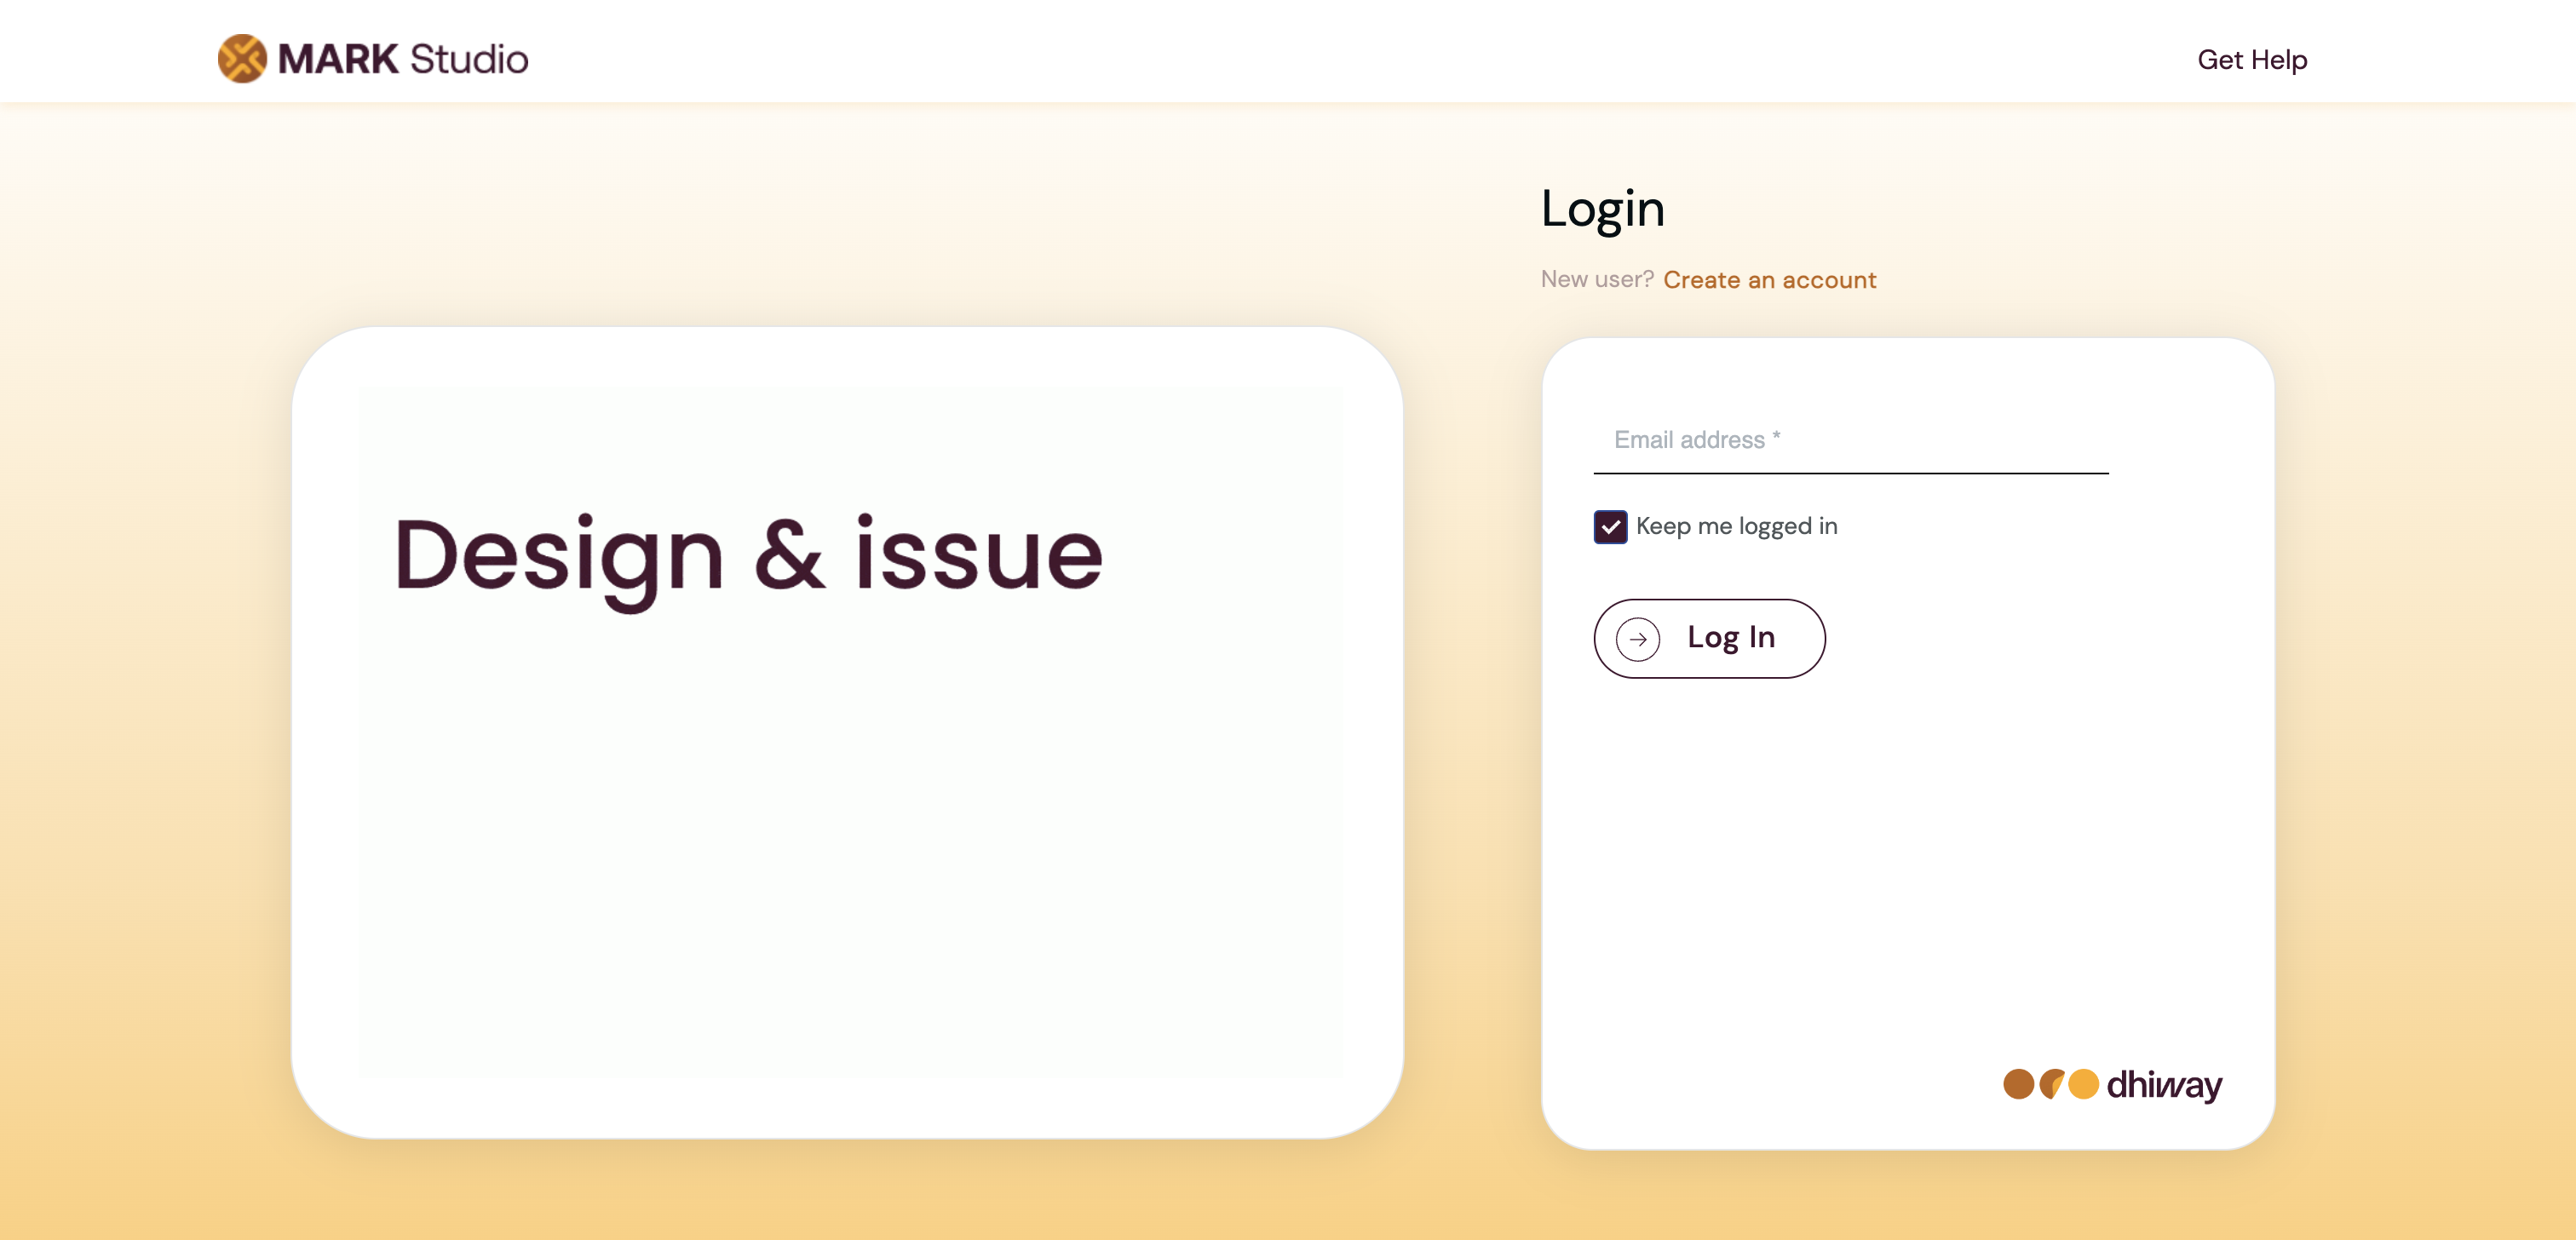 MARK Studio
Get Help
Login
New user? Create an account
Design & issue
Email address *
Keep me logged in
Log In
dhiway